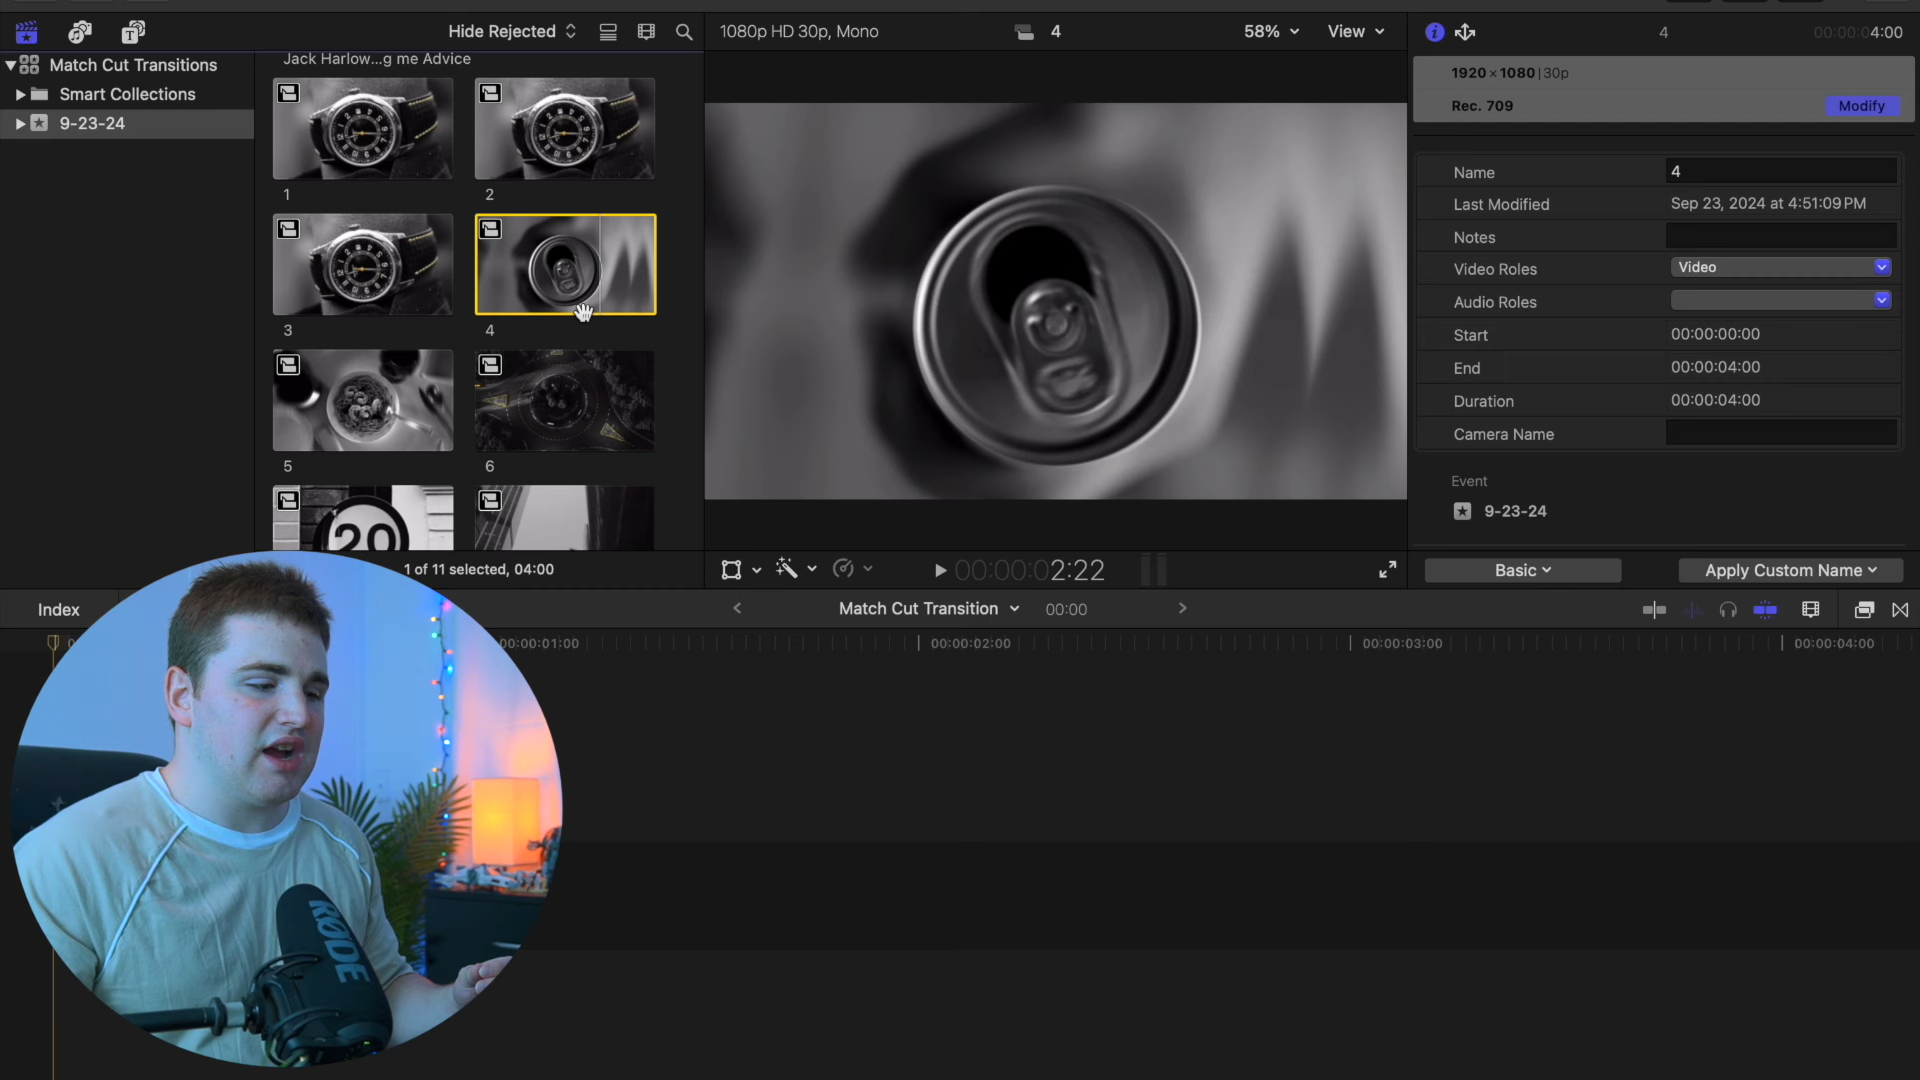 Hide Rejected
1080p HD 30p, Mono
4
58%
View
4
00:00:04:00
Match Cut Transitions
Smart Collections
9-23-24
Jack Harlow...g me Advice
1
2
3
4
5
6
20
1 of 11 selected, 04:00
00:00:02:22
1920 × 1080 | 30p
Rec. 709
Modify
Name
4
Last Modified
Sep 23, 2024 at 4:51:09 PM
Notes
Video Roles
Video
Audio Roles
Start
00:00:00:00
End
00:00:04:00
Duration
00:00:04:00
Camera Name
Event
9-23-24
Basic
Apply Custom Name
Index
Match Cut Transition
00:00
00:00:01:00
00:00:02:00
00:00:03:00
00:00:04:00
RØDE